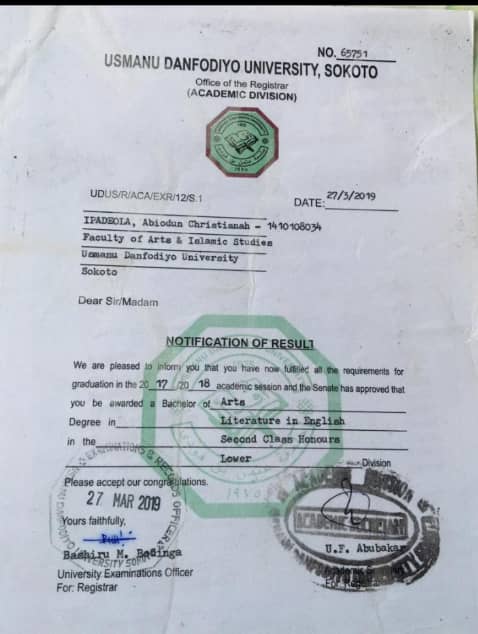 NO. 65751
USMANU DANFODIYO UNIVERSITY, SOKOTO
Office of the Registrar
(ACADEMIC DIVISION)
UDUS/R/ACA/EXR/12/S.1
DATE: 27/3/2019
IPADEOLA, Abiodun Christianah - 1410108034
Faculty of Arts & Islamic Studies
Usmanu Danfodiyo University
Sokoto
Dear Sir/Madam
NOTIFICATION OF RESULT
We are pleased to inform you that you have now fulfilled all the requirements for
graduation in the 20 17 /20 18 academic session and the Senate has approved that
you be awarded a Bachelor of Arts
Degree in Literature in English
in the Second Class Honours
Lower Division
Please accept our congratulations.
27 MAR 2019
Yours faithfully,
Bashiru M. Bodinga
University Examinations Officer
For: Registrar
ACADEMIC SECRETARY
U.F. Abubakar